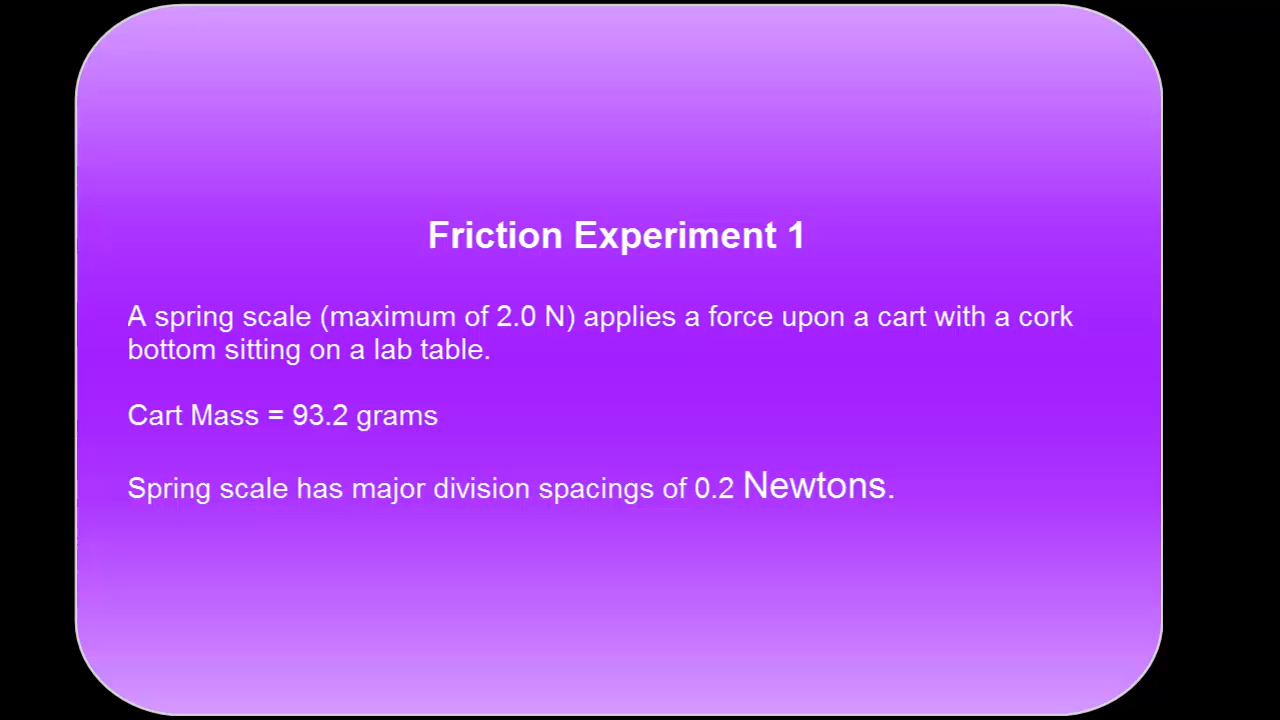 Friction Experiment 1
A spring scale (maximum of 2.0 N) applies a force upon a cart with a cork
bottom sitting on a lab table.
Cart Mass = 93.2 grams
Spring scale has major division spacings of 0.2 Newtons.